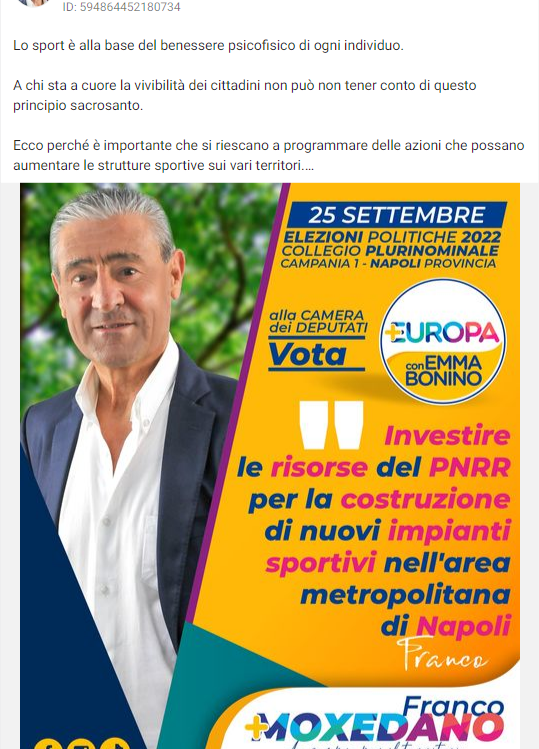 ID: 594864452180734
Lo sport è alla base del benessere psicofisico di ogni individuo.
A chi sta a cuore la vivibilità dei cittadini non può non tener conto di questo
principio sacrosanto.
Ecco perché è importante che si riescano a programmare delle azioni che possano
aumentare le strutture sportive sui vari territori....
25 SETTEMBRE
ELEZIONI POLITICHE 2022
COLLEGIO PLURINOMINALE
CAMPANIA 1 - NAPOLI PROVINCIA
alla CAMERA
dei DEPUTATI
Vota
+EUROPA
con EMMA
BONINO
Investire
le risorse del PNRR
per la costruzione
di nuovi impianti
sportivi nell'area
metropolitana
di Napoli
Franco
Franco
+MOXEDANO